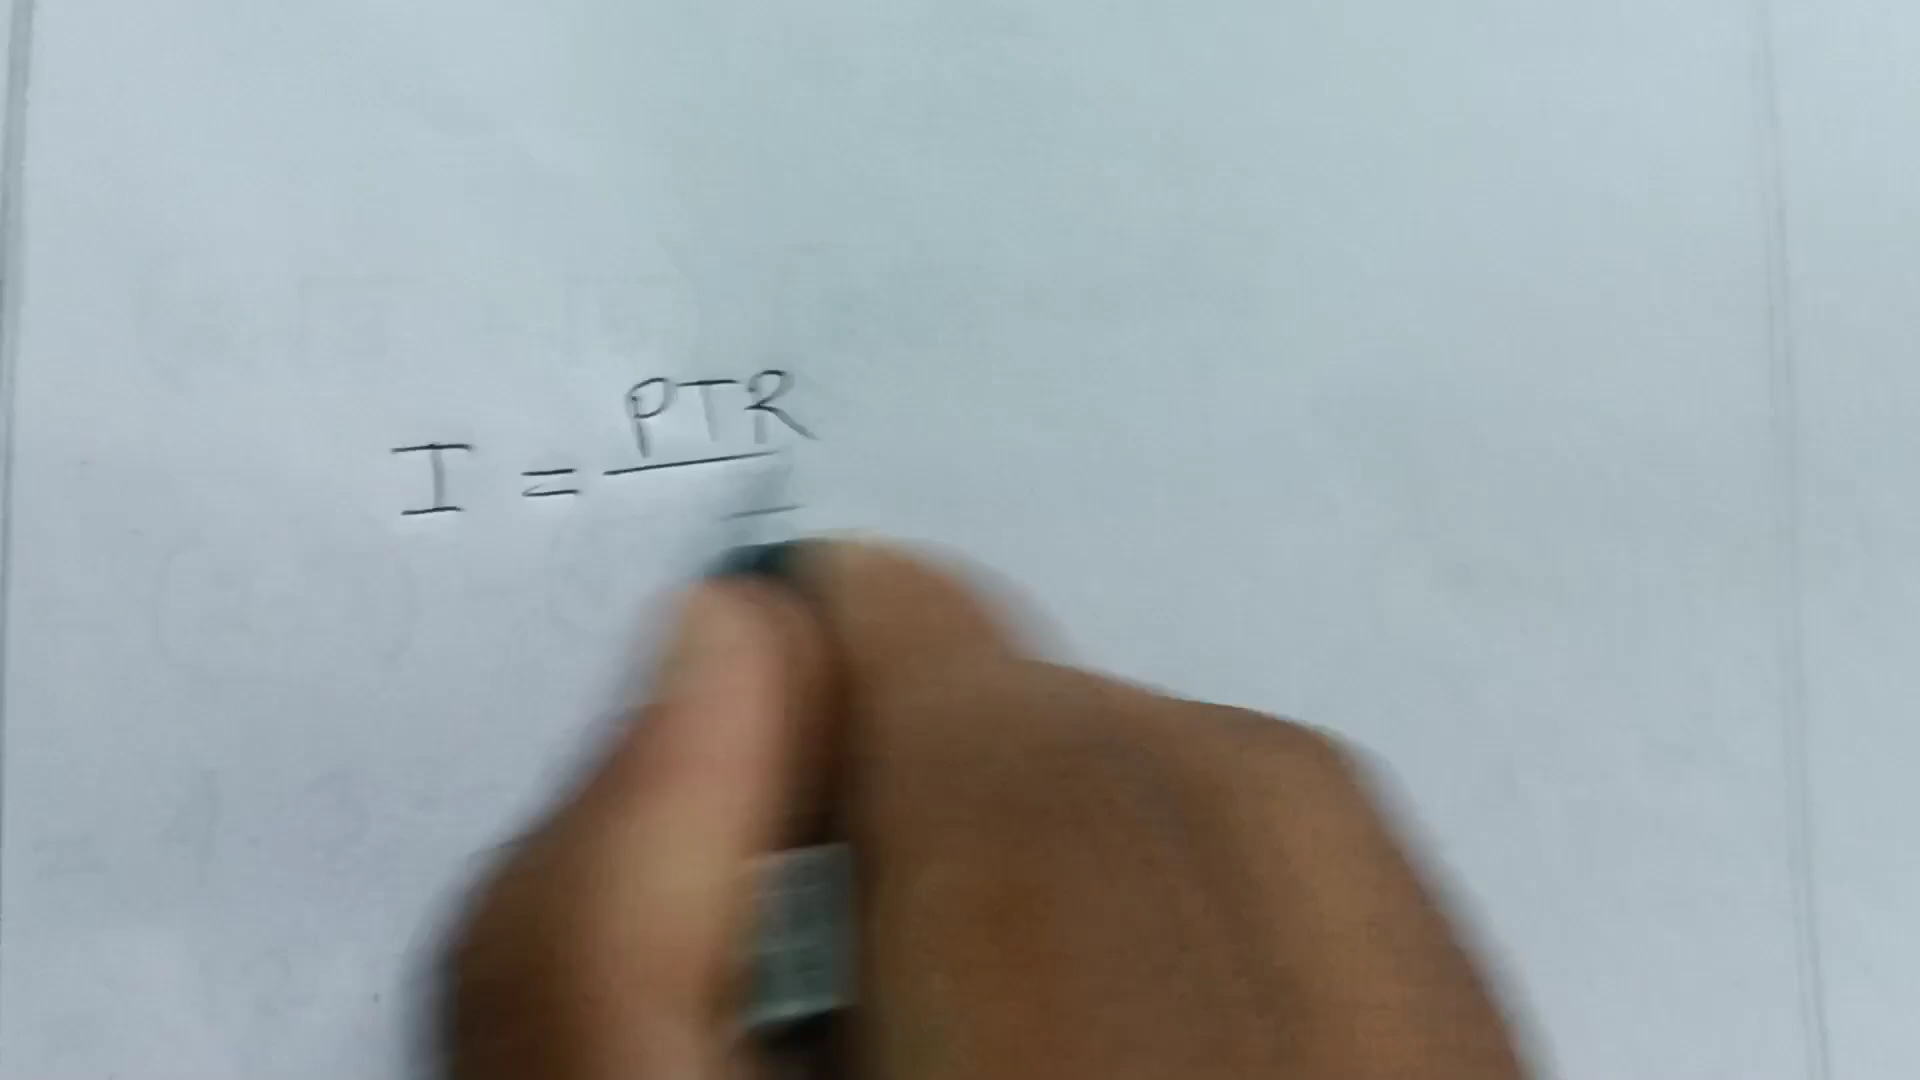 I = PTR